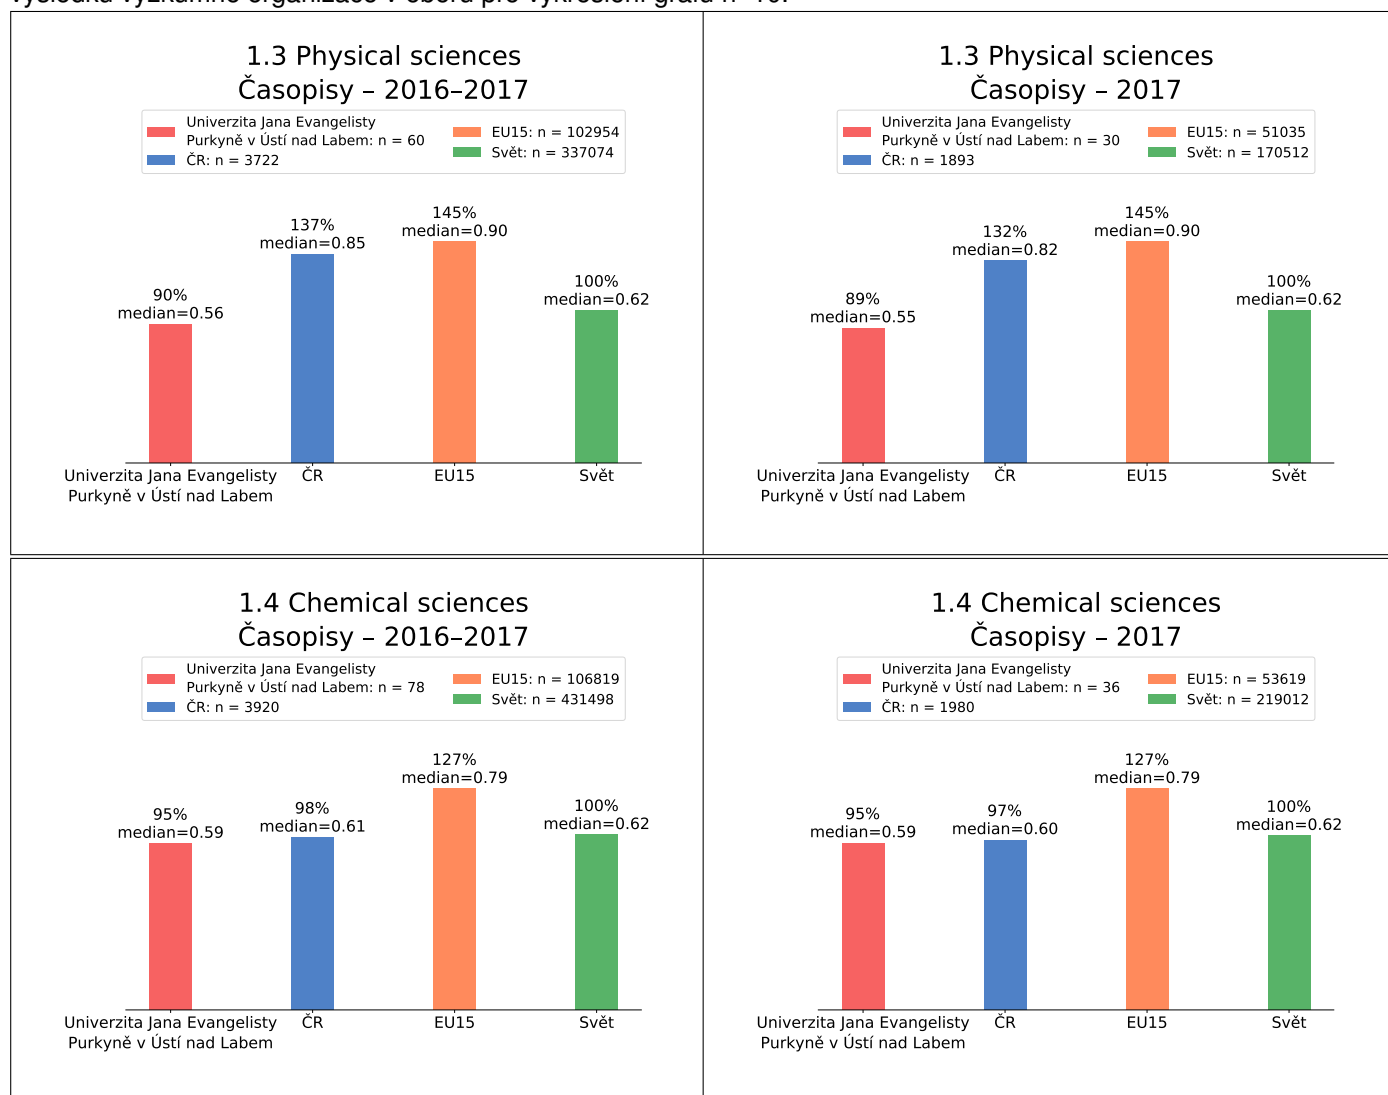 výsledků výzkumné organizace v oboru pro vykreslení grafu n=10.
1.3 Physical sciences
Časopisy – 2016–2017
Univerzita Jana Evangelisty
Purkyně v Ústí nad Labem: n = 60
ČR: n = 3722
EU15: n = 102954
Svět: n = 337074
90%
median=0.56
137%
median=0.85
145%
median=0.90
100%
median=0.62
Univerzita Jana Evangelisty
Purkyně v Ústí nad Labem
ČR
EU15
Svět
1.3 Physical sciences
Časopisy – 2017
Univerzita Jana Evangelisty
Purkyně v Ústí nad Labem: n = 30
ČR: n = 1893
EU15: n = 51035
Svět: n = 170512
89%
median=0.55
132%
median=0.82
145%
median=0.90
100%
median=0.62
Univerzita Jana Evangelisty
Purkyně v Ústí nad Labem
ČR
EU15
Svět
1.4 Chemical sciences
Časopisy – 2016–2017
Univerzita Jana Evangelisty
Purkyně v Ústí nad Labem: n = 78
ČR: n = 3920
EU15: n = 106819
Svět: n = 431498
95%
median=0.59
98%
median=0.61
127%
median=0.79
100%
median=0.62
Univerzita Jana Evangelisty
Purkyně v Ústí nad Labem
ČR
EU15
Svět
1.4 Chemical sciences
Časopisy – 2017
Univerzita Jana Evangelisty
Purkyně v Ústí nad Labem: n = 36
ČR: n = 1980
EU15: n = 53619
Svět: n = 219012
95%
median=0.59
97%
median=0.60
127%
median=0.79
100%
median=0.62
Univerzita Jana Evangelisty
Purkyně v Ústí nad Labem
ČR
EU15
Svět